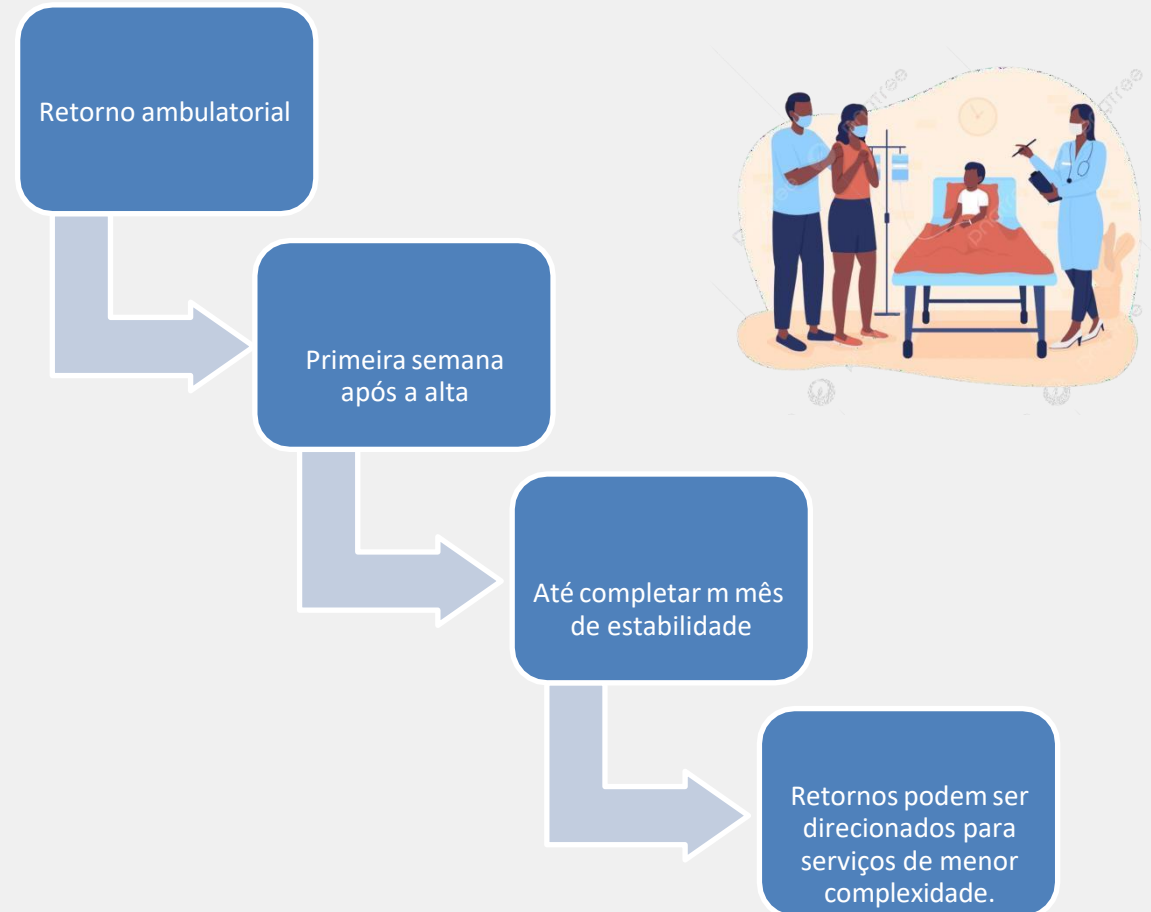 Retorno ambulatorial
Primeira semana
após a alta
Até completar m mês
de estabilidade
Retornos podem ser
direcionados para
serviços de menor
complexidade.